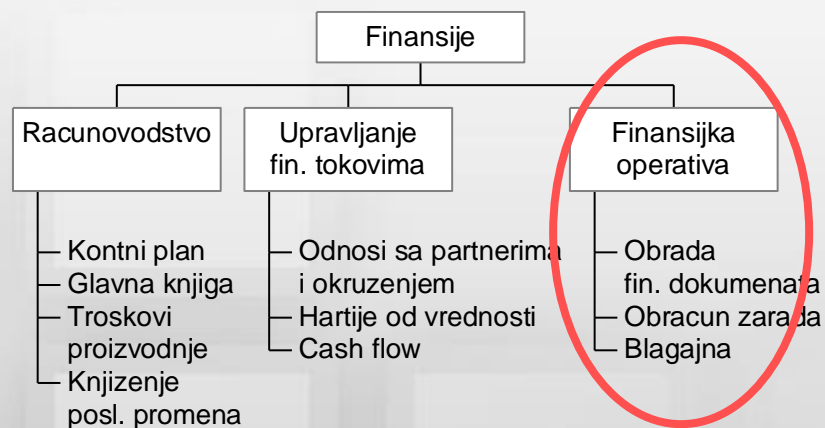 Finansije
Racunovodstvo
Kontni plan
Glavna knjiga
Troskovi
proizvodnje
Knjizenje
posl. promena
Upravljanje
fin. tokovima
Odnosi sa partnerima
i okruzenjem
Hartije od vrednosti
Cash flow
Finansijka
operativa
Obrada
fin. dokumenata
Obracun zarada
Blagajna